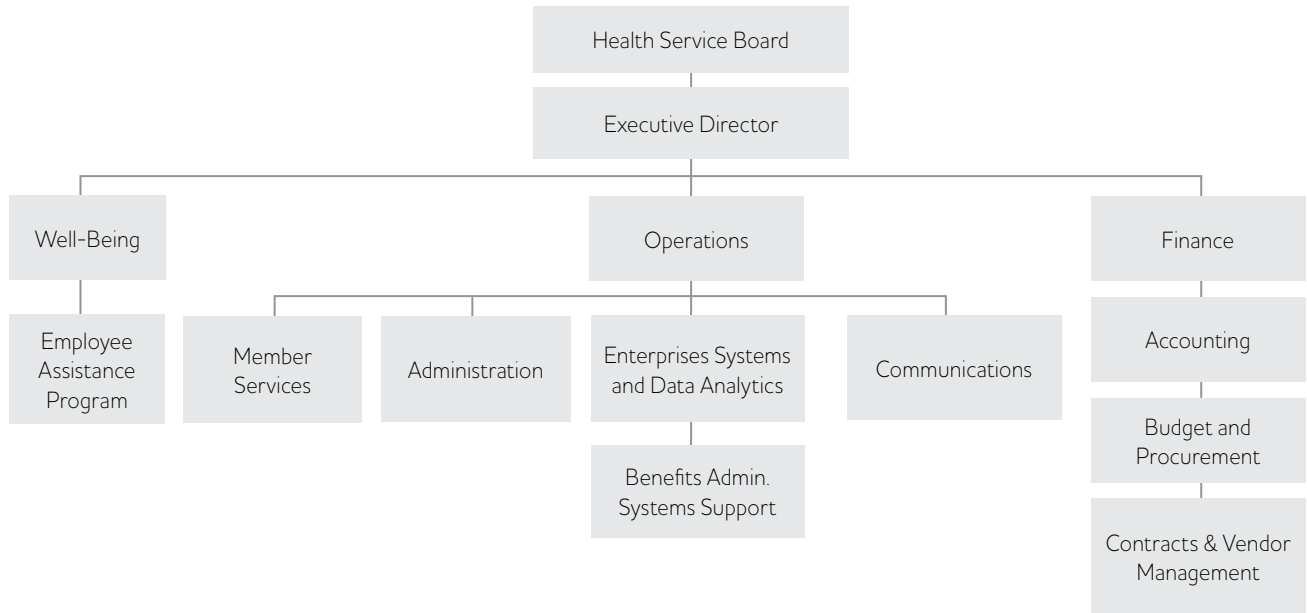 Health Service Board
Executive Director
Well-Being
Operations
Finance
Employee
Assistance
Program
Member
Services
Administration
Enterprises Systems
and Data Analytics
Communications
Accounting
Benefits Admin.
Systems Support
Budget and
Procurement
Contracts & Vendor
Management